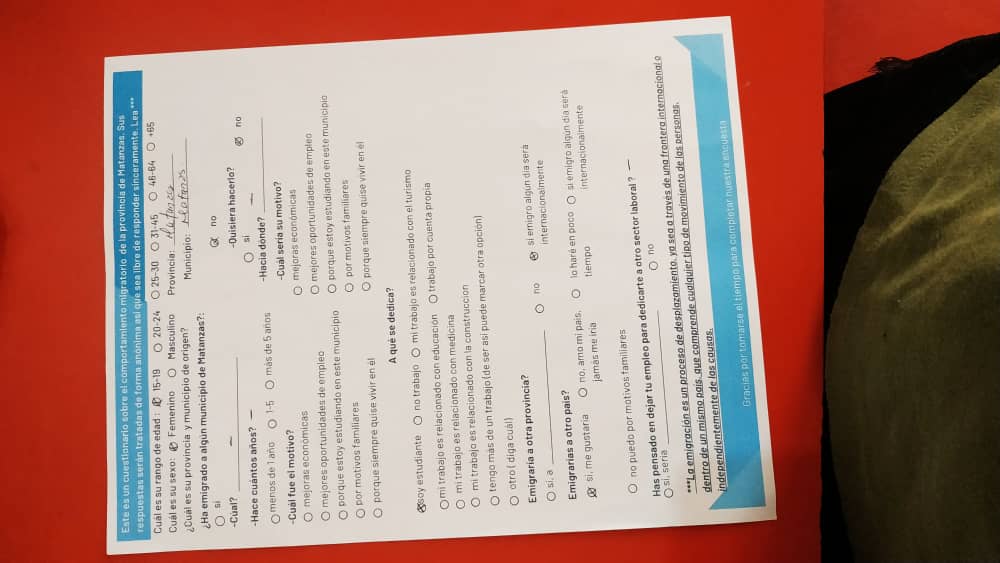 Este es un cuestionario sobre el comportamiento migratorio de la provincia de Matanzas. Sus
respuestas serán tratadas de forma anónima así que sea libre de responder sinceramente. Lea ***
Cuál es su rango de edad: 15-19 20-24 25-30 31-45 46-64 +65
Cuál es su sexo: Femenino Masculino Provincia: Matanzas
¿Cuál es su provincia y municipio de origen? Municipio: Matanzas
¿Ha emigrado a algún municipio de Matanzas?:
si no
-Cúal? -Quisiera hacerlo?
si no
-Hace cuántos años? -Hacia dónde?
menos de 1 año 1-5 más de 5 años
-Cuál fue el motivo? -Cuál sería su motivo?
mejoras económicas mejoras económicas
mejores oportunidades de empleo mejores oportunidades de empleo
porque estoy estudiando en este municipio porque estoy estudiando en este municipio
por motivos familiares por motivos familiares
porque siempre quise vivir en él porque siempre quise vivir en él
A qué se dedica?
soy estudiante no trabajo mi trabajo es relacionado con el turismo
mi trabajo es relacionado con educación trabajo por cuenta propia
mi trabajo es relacionado con medicina
mi trabajo es relacionado con la construccion
tengo más de un trabajo (de ser así puede marcar otra opción)
otro ( diga cuál)
Emigraría a otra provincia?
si, a no si emigro algun dia será
internacionalmente
Emigrarías a otro país?
si, me gustaría no, amo mi país, lo haré en poco si emigro algun dia será
jamás me iría tiempo internacionalmente
no puedo por motivos familiares
Has pensado en dejar tu empleo para dedicarte a otro sector laboral ?
si, sería no
***La emigración es un proceso de desplazamiento, ya sea a través de una frontera internacional o
dentro de un mismo país, que comprende cualquier tipo de movimiento de las personas,
independientemente de las causas.
Gracias por tomarse el tiempo para completar nuestra encuesta